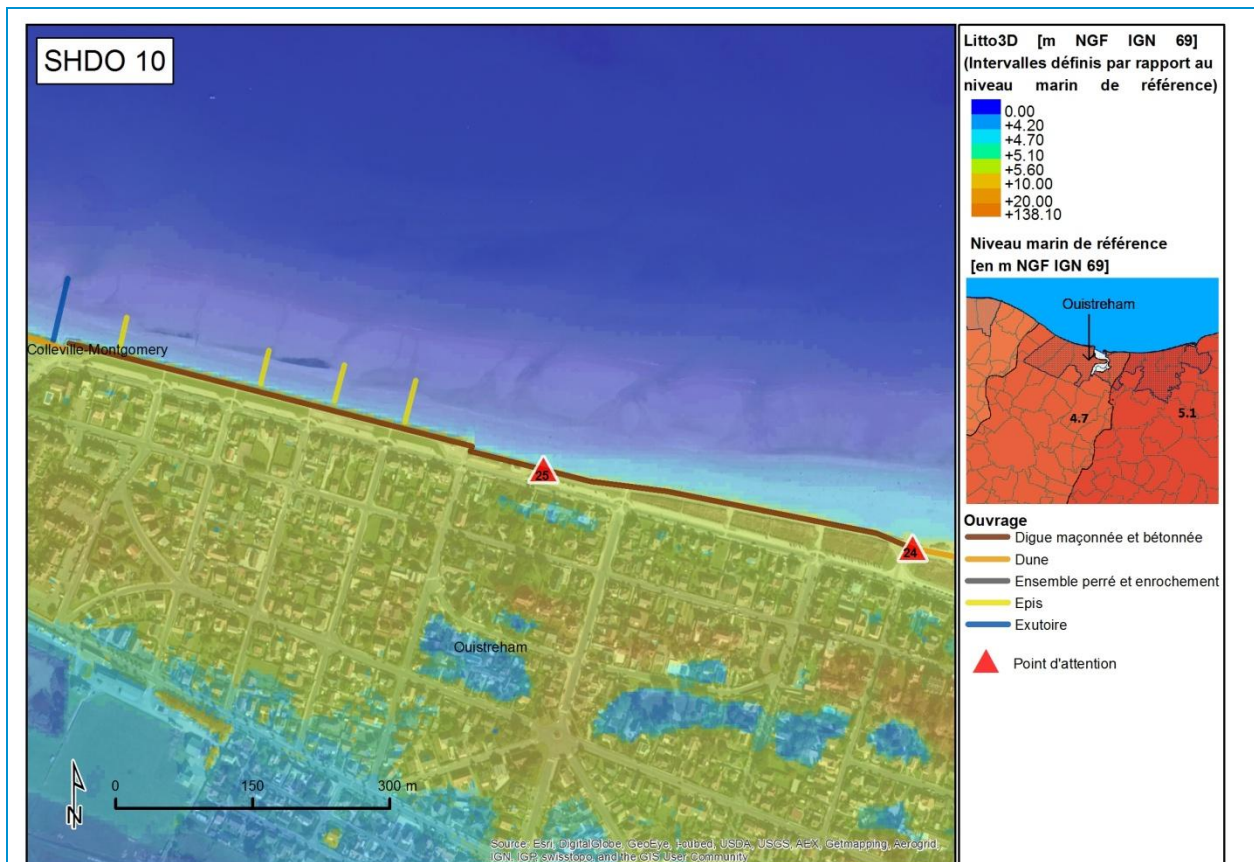 SHDO 10
Colleville-Montgomery
25
24
Ouistreham
0 150 300 m
N
Source: Esri, DigitalGlobe, GeoEye, i-cubed, USDA, USGS, AEX, Getmapping, Aerogrid,
IGN, IGP, swisstopo, and the GIS User Community
Litto3D [m NGF IGN 69]
(Intervalles définis par rapport au
niveau marin de référence)
0.00
+4.20
+4.70
+5.10
+5.60
+10.00
+20.00
+138.10
Niveau marin de référence
[en m NGF IGN 69]
Ouistreham
4.7
5.1
Ouvrage
Digue maçonnée et bétonnée
Dune
Ensemble perré et enrochement
Epis
Exutoire
Point d'attention